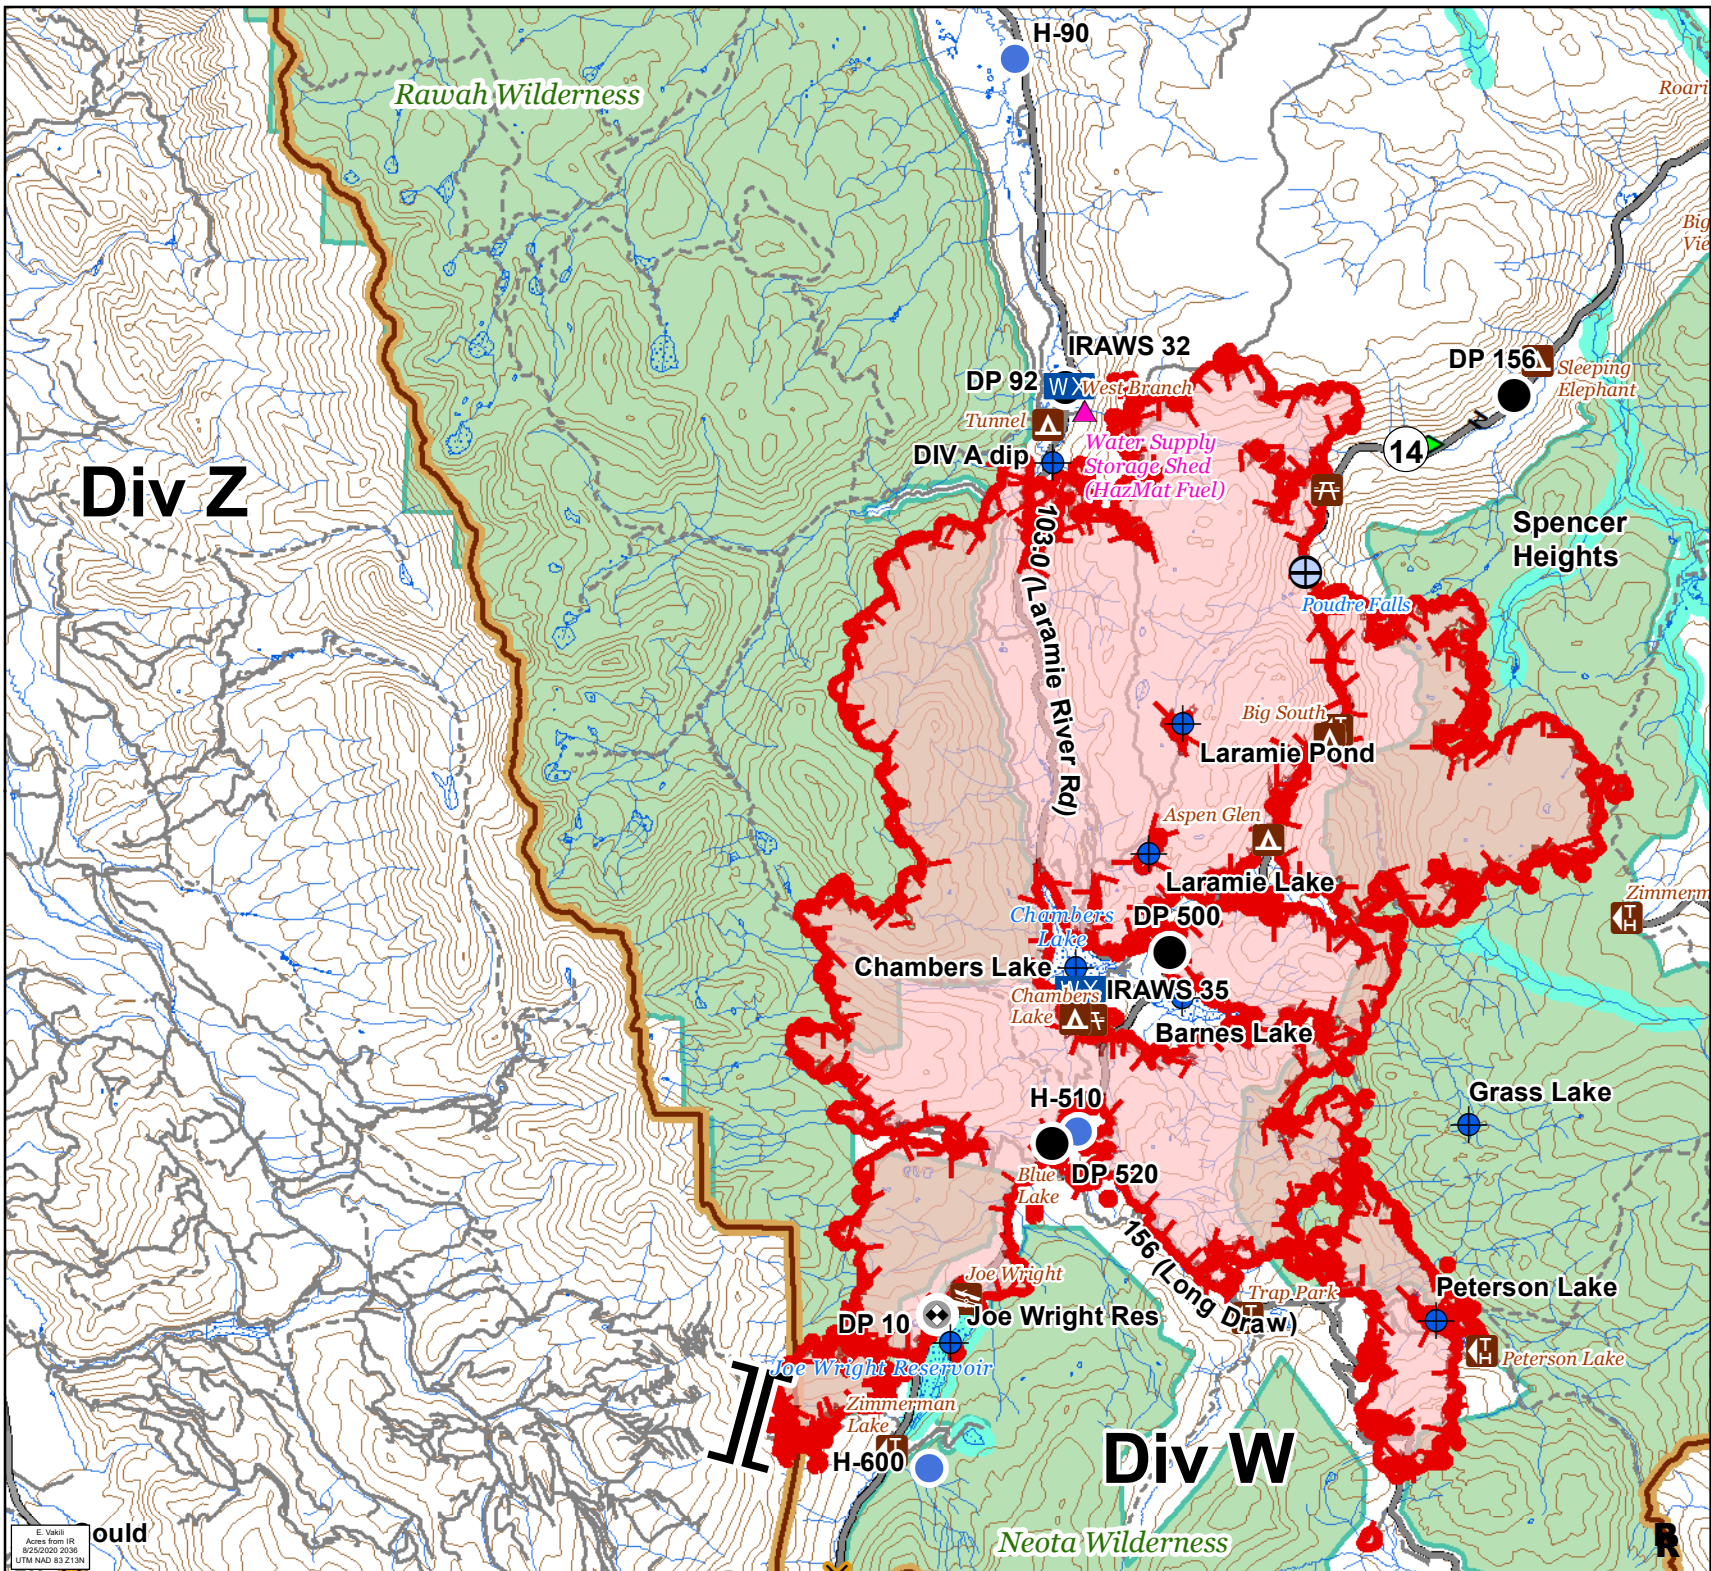 H-90
Rawah Wilderness
Roari
Big
Vie
IRAWS 32
DP 156
DP 92
WX
West Branch
Sleeping
Elephant
Tunnel
14
N
Water Supply
Storage Shed
(HazMat Fuel)
DIV A dip
Div Z
Spencer
Heights
103.0 (Laramie River Rd)
Poudre Falls
Big South
Laramie Pond
Aspen Glen
Laramie Lake
Zimmerm
TH
Chambers
Lake
DP 500
Chambers Lake
WX
IRAWS 35
Chambers
Lake
Barnes Lake
H-510
Grass Lake
DP 520
Blue
Lake
156 (Long Draw)
Joe Wright
Peterson Lake
Trap Park
DP 10
Joe Wright Res
Joe Wright Reservoir
TH
Peterson Lake
Zimmerman
Lake
H-600
Div W
Neota Wilderness
R
ould
E. Vakili
Acres from IR
8/25/2020 2036
UTM NAD 83 Z13N